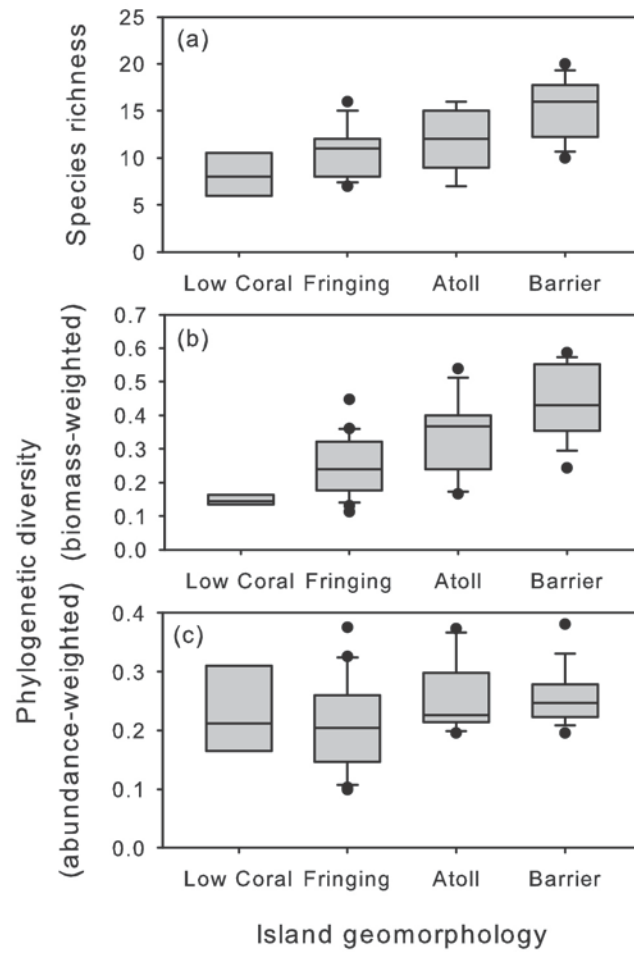 Species richness
(a)
25
20
15
10
5
0
Low Coral Fringing Atoll Barrier
Phylogenetic diversity
(biomass-weighted)
(b)
0.7
0.6
0.5
0.4
0.3
0.2
0.1
0.0
Low Coral Fringing Atoll Barrier
(abundance-weighted)
(c)
0.4
0.3
0.2
0.1
0.0
Low Coral Fringing Atoll Barrier
Island geomorphology